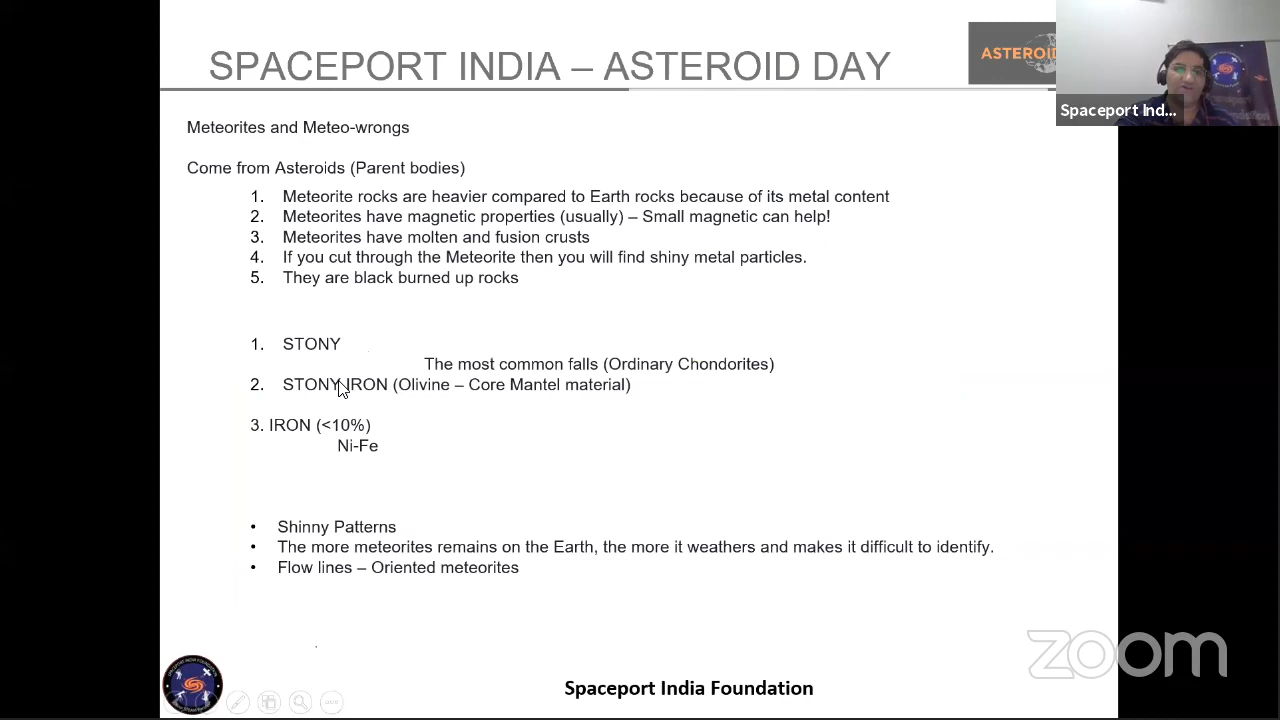 SPACEPORT INDIA – ASTEROID DAY
ASTEROID
Spaceport Ind...
Meteorites and Meteo-wrongs
Come from Asteroids (Parent bodies)
1. Meteorite rocks are heavier compared to Earth rocks because of its metal content
2. Meteorites have magnetic properties (usually) – Small magnetic can help!
3. Meteorites have molten and fusion crusts
4. If you cut through the Meteorite then you will find shiny metal particles.
5. They are black burned up rocks
1. STONY
The most common falls (Ordinary Chondorites)
2. STONY IRON (Olivine – Core Mantel material)
3. IRON (<10%)
Ni-Fe
• Shinny Patterns
• The more meteorites remains on the Earth, the more it weathers and makes it difficult to identify.
• Flow lines – Oriented meteorites
zoom
Spaceport India Foundation